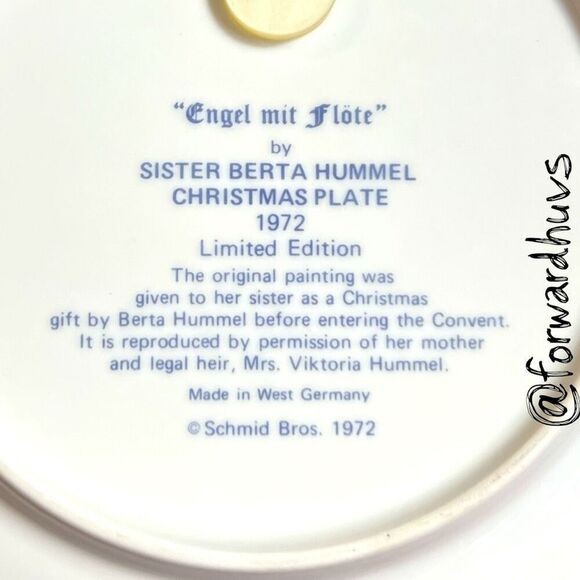 “Engel mit Flöte”
by
SISTER BERTA HUMMEL
CHRISTMAS PLATE
1972
Limited Edition
The original painting was
given to her sister as a Christmas
gift by Berta Hummel before entering the Convent.
It is reproduced by permission of her mother
and legal heir, Mrs. Viktoria Hummel.
Made in West Germany
© Schmid Bros. 1972
@forwardhuvs